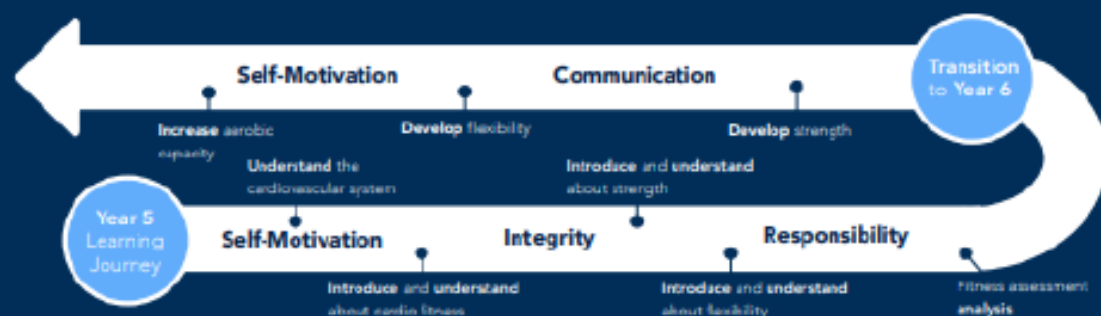 Self-Motivation
Communication
Transition
to Year 6
Increase aerobic
capacity
Develop flexibility
Develop strength
Understand the
cardiovascular system
Introduce and understand
about strength
Year 5
Learning
Journey
Self-Motivation
Integrity
Responsibility
Introduce and understand
about cardio fitness
Introduce and understand
about flexibility
Fitness assessment
analysis